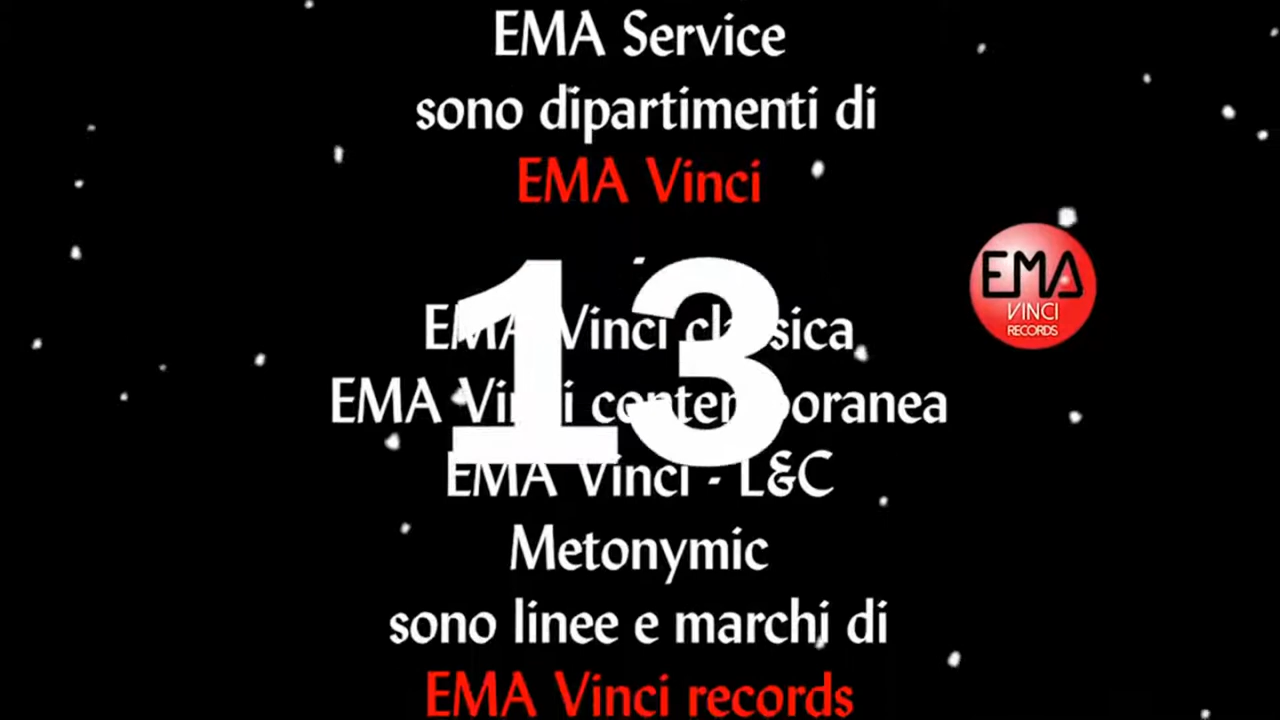 EMA Service
sono dipartimenti di
EMA Vinci
-
EMA Vinci classica
EMA Vinci contemporanea
EMA Vinci - L&C
Metonymic
sono linee e marchi di
EMA Vinci records
13
EMA
VINCI
RECORDS